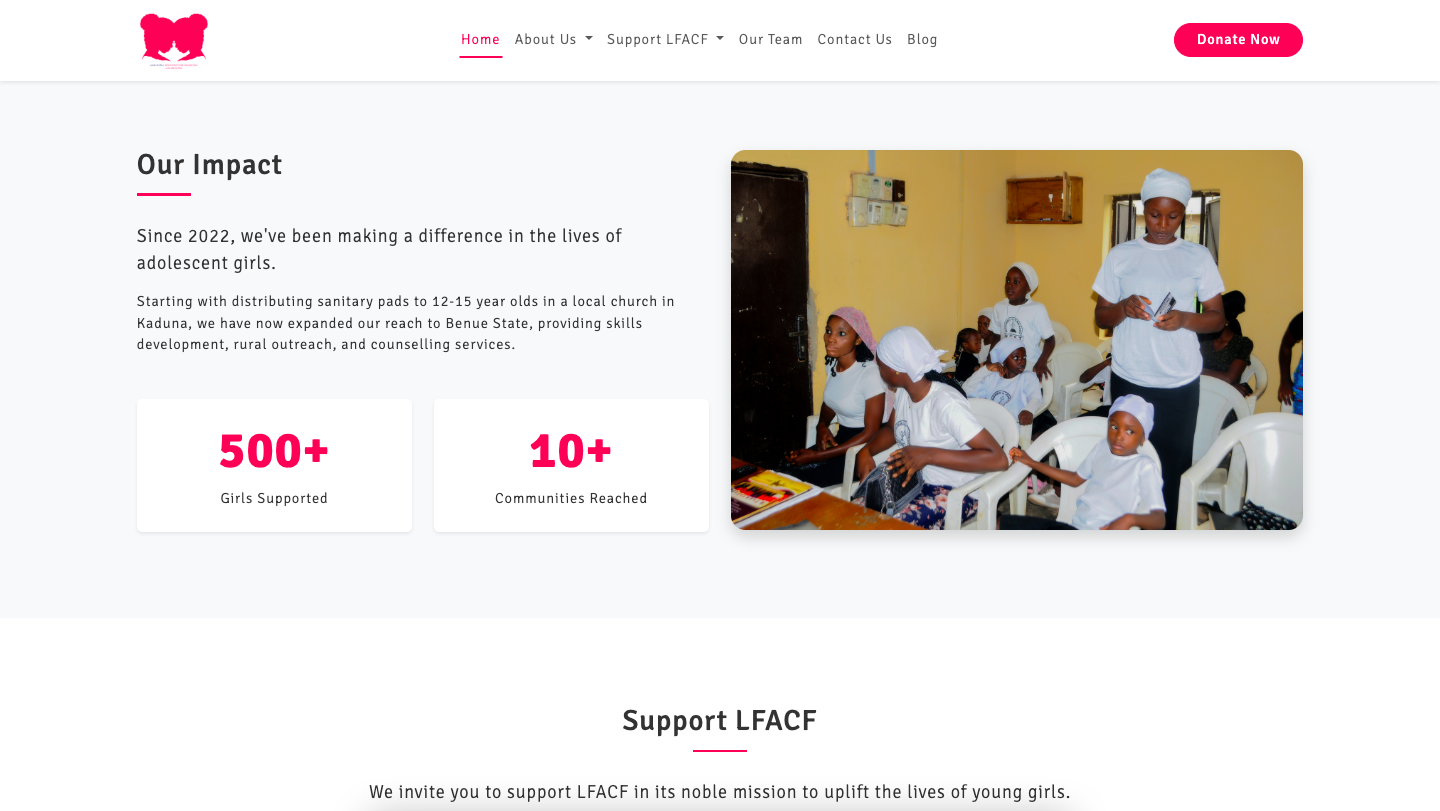 Home
About Us
Support LFACF
Our Team
Contact Us
Blog
Donate Now
Our Impact
Since 2022, we've been making a difference in the lives of
adolescent girls.
Starting with distributing sanitary pads to 12-15 year olds in a local church in
Kaduna, we have now expanded our reach to Benue State, providing skills
development, rural outreach, and counselling services.
500+
Girls Supported
10+
Communities Reached
Support LFACF
We invite you to support LFACF in its noble mission to uplift the lives of young girls.